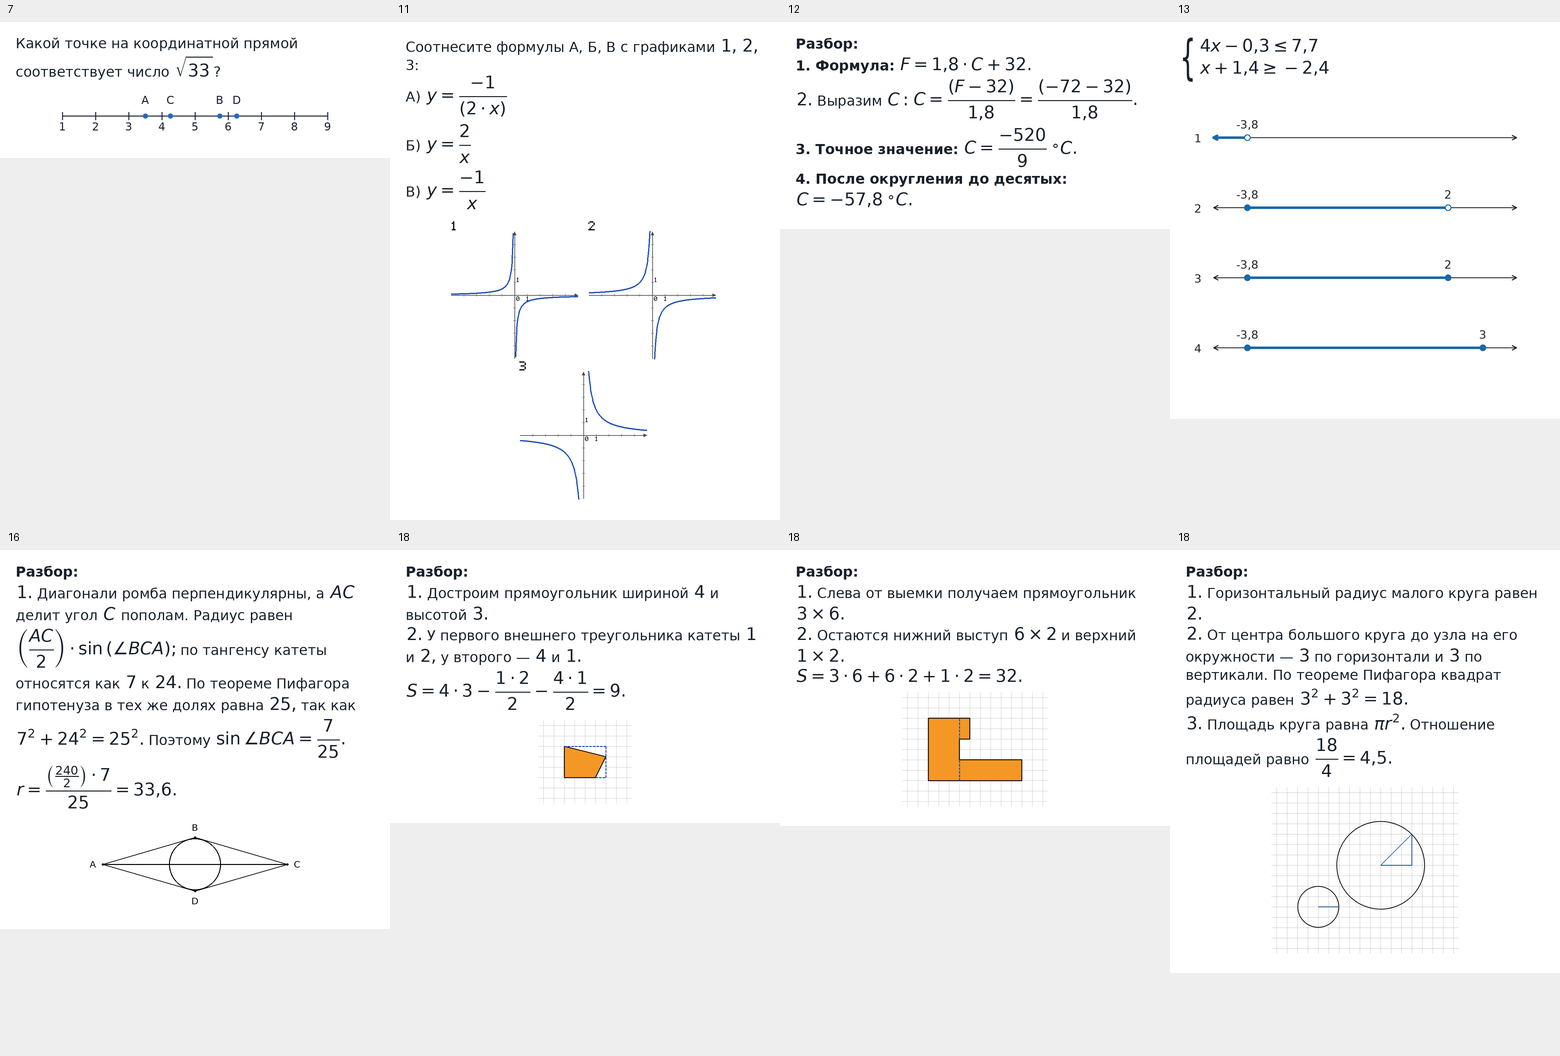 7
Какой точке на координатной прямой
соответствует число √33?
A C B D
1 2 3 4 5 6 7 8 9
11
Соотнесите формулы А, Б, В с графиками 1, 2,
3:
А) y = −1/(2 · x)
Б) y = 2/x
В) y = −1/x
1 2
1 1
0 1 0 1
3
1
0 1
12
Разбор:
1. Формула: F = 1,8 · C + 32.
2. Выразим C : C = (F − 32)/1,8 = (−72 − 32)/1,8.
3. Точное значение: C = −520/9 °C.
4. После округления до десятых:
C = −57,8 °C.
13
4x − 0,3 ≤ 7,7
x + 1,4 ≥ − 2,4
-3,8
1
-3,8 2
2
-3,8 2
3
-3,8 3
4
16
Разбор:
1. Диагонали ромба перпендикулярны, а AC
делит угол C пополам. Радиус равен
(AC/2) · sin (∠BCA); по тангенсу катеты
относятся как 7 к 24. По теореме Пифагора
гипотенуза в тех же долях равна 25, так как
7² + 24² = 25². Поэтому sin ∠BCA = 7/25.
r = ((240/2) · 7)/25 = 33,6.
B
A C
D
18
Разбор:
1. Достроим прямоугольник шириной 4 и
высотой 3.
2. У первого внешнего треугольника катеты 1
и 2, у второго — 4 и 1.
S = 4 · 3 − (1 · 2)/2 − (4 · 1)/2 = 9.
18
Разбор:
1. Слева от выемки получаем прямоугольник
3 × 6.
2. Остаются нижний выступ 6 × 2 и верхний
1 × 2.
S = 3 · 6 + 6 · 2 + 1 · 2 = 32.
18
Разбор:
1. Горизонтальный радиус малого круга равен
2.
2. От центра большого круга до узла на его
окружности — 3 по горизонтали и 3 по
вертикали. По теореме Пифагора квадрат
радиуса равен 3² + 3² = 18.
3. Площадь круга равна πr². Отношение
площадей равно 18/4 = 4,5.